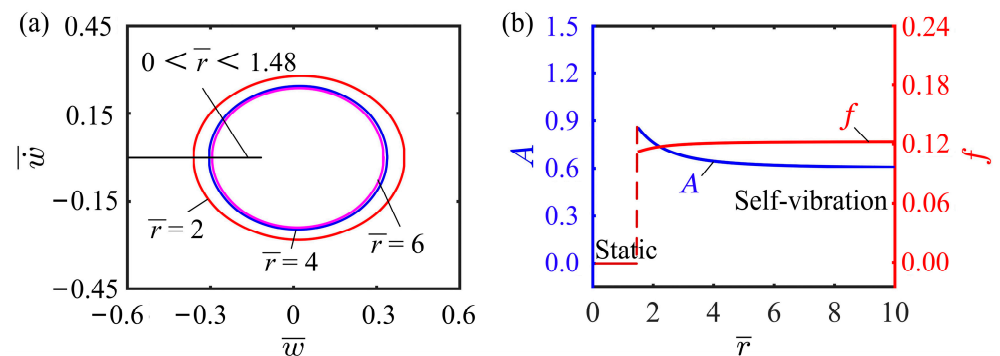 (a)
0.45
0 < r̅ < 1.48
0.15
ẇ̅
−0.15
r̅ = 2
r̅ = 4
r̅ = 6
−0.45
−0.6 −0.3 0 0.3 0.6
w̅
(b)
1.5 0.24
1.2 0.18
0.9 f
A 0.12 f
0.6 A
0.06
0.3 Self-vibration
Static
0.0 0.00
0 2 4 6 8 10
r̅